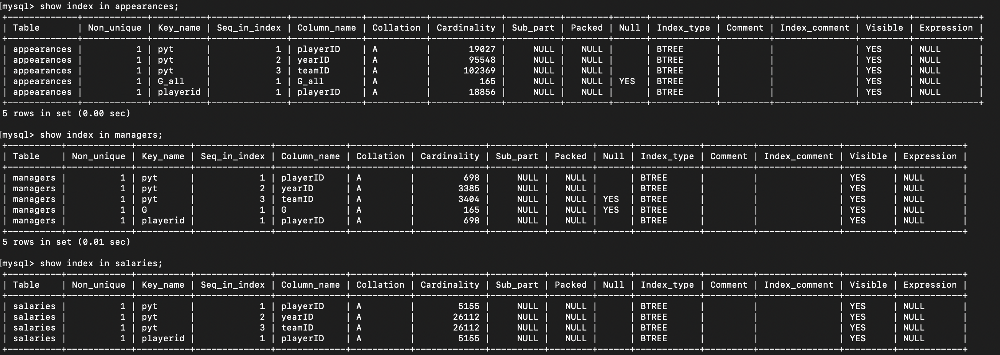 mysql> show index in appearances;
+-------------+------------+----------+--------------+-------------+-----------+-------------+----------+--------+------+------------+---------+---------------+---------+------------+
| Table       | Non_unique | Key_name | Seq_in_index | Column_name | Collation | Cardinality | Sub_part | Packed | Null | Index_type | Comment | Index_comment | Visible | Expression |
+-------------+------------+----------+--------------+-------------+-----------+-------------+----------+--------+------+------------+---------+---------------+---------+------------+
| appearances |          1 | pyt      |            1 | playerID    | A         |       19027 |     NULL |   NULL |      | BTREE      |         |               | YES     | NULL       |
| appearances |          1 | pyt      |            2 | yearID      | A         |       95548 |     NULL |   NULL |      | BTREE      |         |               | YES     | NULL       |
| appearances |          1 | pyt      |            3 | teamID      | A         |      102369 |     NULL |   NULL |      | BTREE      |         |               | YES     | NULL       |
| appearances |          1 | G_all    |            1 | G_all       | A         |         165 |     NULL |   NULL | YES  | BTREE      |         |               | YES     | NULL       |
| appearances |          1 | playerid |            1 | playerID    | A         |       18856 |     NULL |   NULL |      | BTREE      |         |               | YES     | NULL       |
+-------------+------------+----------+--------------+-------------+-----------+-------------+----------+--------+------+------------+---------+---------------+---------+------------+
5 rows in set (0.00 sec)

mysql> show index in managers;
+----------+------------+----------+--------------+-------------+-----------+-------------+----------+--------+------+------------+---------+---------------+---------+------------+
| Table    | Non_unique | Key_name | Seq_in_index | Column_name | Collation | Cardinality | Sub_part | Packed | Null | Index_type | Comment | Index_comment | Visible | Expression |
+----------+------------+----------+--------------+-------------+-----------+-------------+----------+--------+------+------------+---------+---------------+---------+------------+
| managers |          1 | pyt      |            1 | playerID    | A         |         698 |     NULL |   NULL |      | BTREE      |         |               | YES     | NULL       |
| managers |          1 | pyt      |            2 | yearID      | A         |        3385 |     NULL |   NULL |      | BTREE      |         |               | YES     | NULL       |
| managers |          1 | pyt      |            3 | teamID      | A         |        3404 |     NULL |   NULL | YES  | BTREE      |         |               | YES     | NULL       |
| managers |          1 | G        |            1 | G           | A         |         165 |     NULL |   NULL | YES  | BTREE      |         |               | YES     | NULL       |
| managers |          1 | playerid |            1 | playerID    | A         |         698 |     NULL |   NULL |      | BTREE      |         |               | YES     | NULL       |
+----------+------------+----------+--------------+-------------+-----------+-------------+----------+--------+------+------------+---------+---------------+---------+------------+
5 rows in set (0.01 sec)

mysql> show index in salaries;
+----------+------------+----------+--------------+-------------+-----------+-------------+----------+--------+------+------------+---------+---------------+---------+------------+
| Table    | Non_unique | Key_name | Seq_in_index | Column_name | Collation | Cardinality | Sub_part | Packed | Null | Index_type | Comment | Index_comment | Visible | Expression |
+----------+------------+----------+--------------+-------------+-----------+-------------+----------+--------+------+------------+---------+---------------+---------+------------+
| salaries |          1 | pyt      |            1 | playerID    | A         |        5155 |     NULL |   NULL |      | BTREE      |         |               | YES     | NULL       |
| salaries |          1 | pyt      |            2 | yearID      | A         |       26112 |     NULL |   NULL |      | BTREE      |         |               | YES     | NULL       |
| salaries |          1 | pyt      |            3 | teamID      | A         |       26112 |     NULL |   NULL |      | BTREE      |         |               | YES     | NULL       |
| salaries |          1 | playerid |            1 | playerID    | A         |        5155 |     NULL |   NULL |      | BTREE      |         |               | YES     | NULL       |
+----------+------------+----------+--------------+-------------+-----------+-------------+----------+--------+------+------------+---------+---------------+---------+------------+